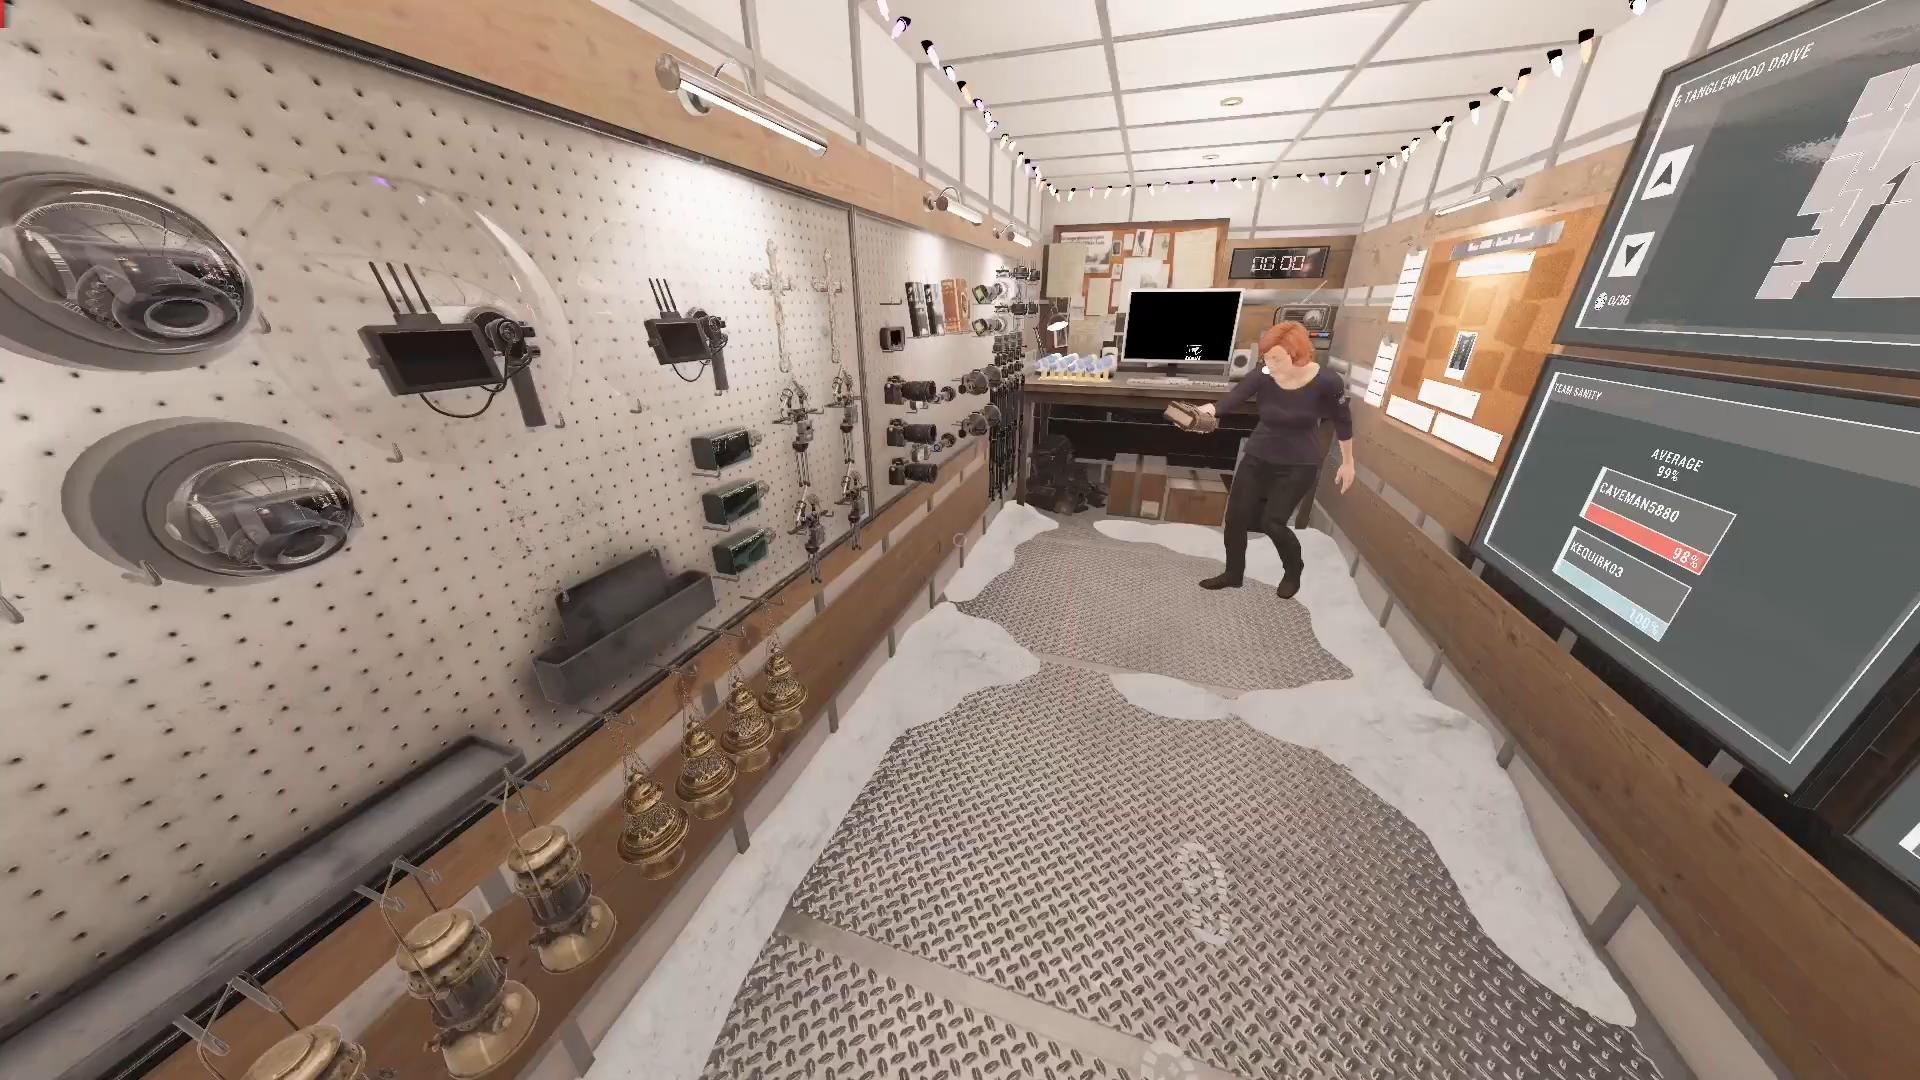 6 TANGLEWOOD DRIVE
0/36
00:00
TEAM SANITY
AVERAGE
99%
CAVEMAN5880
98%
KEQUIRK03
100%